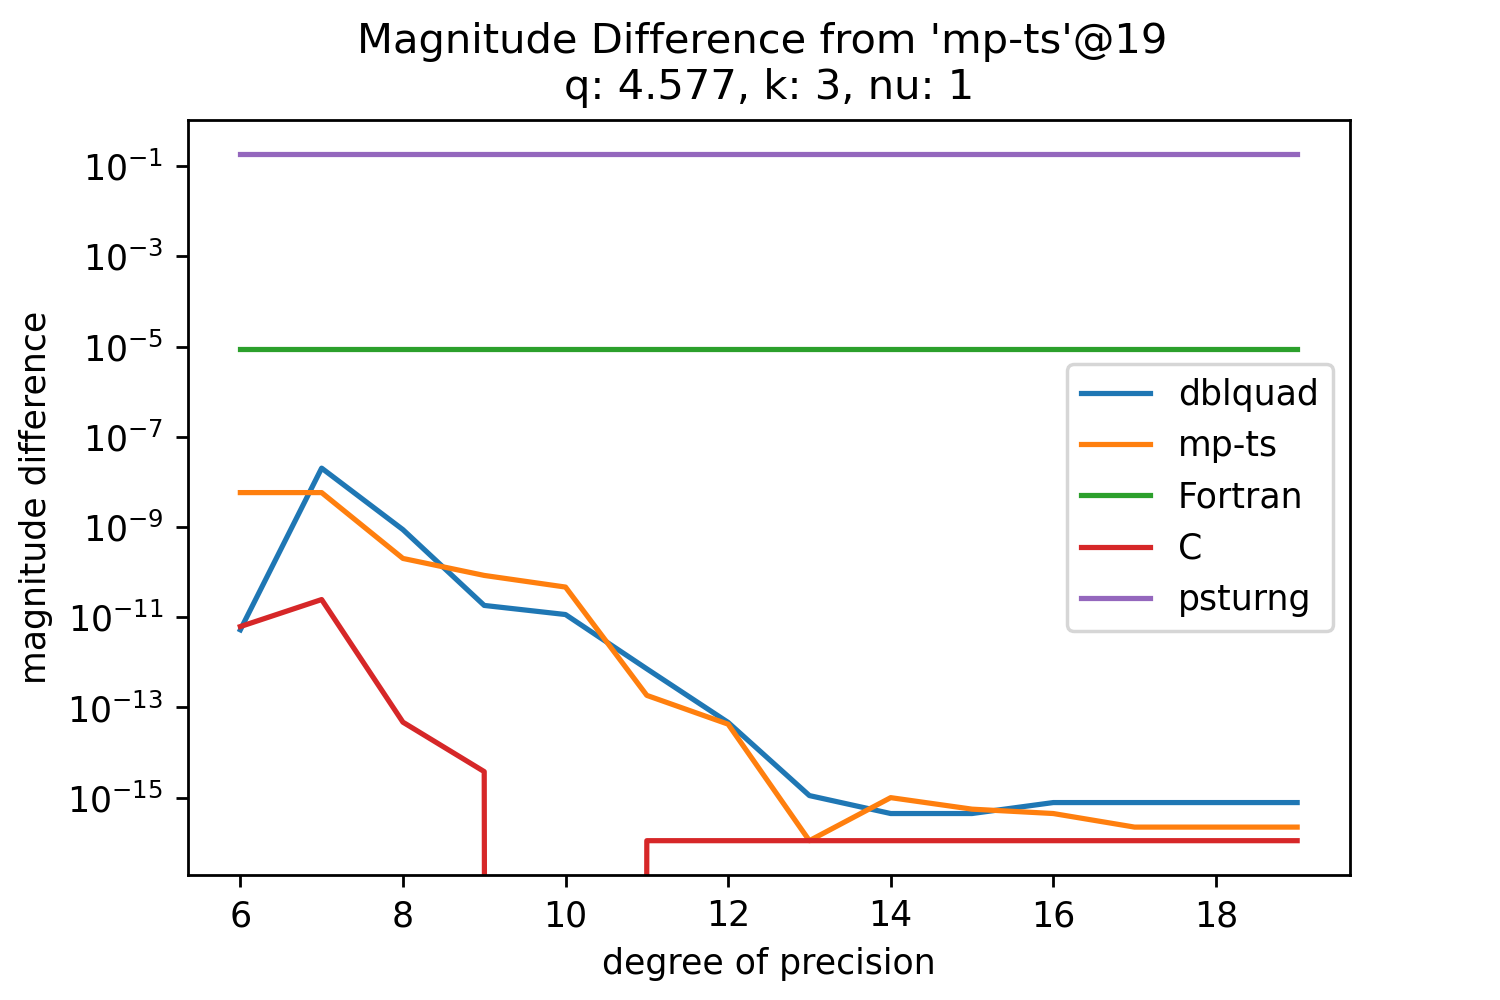 Magnitude Difference from 'mp-ts'@19
q: 4.577, k: 3, nu: 1
magnitude difference
10⁻¹
10⁻³
10⁻⁵
10⁻⁷
10⁻⁹
10⁻¹¹
10⁻¹³
10⁻¹⁵
dblquad
mp-ts
Fortran
C
psturng
6 8 10 12 14 16 18
degree of precision